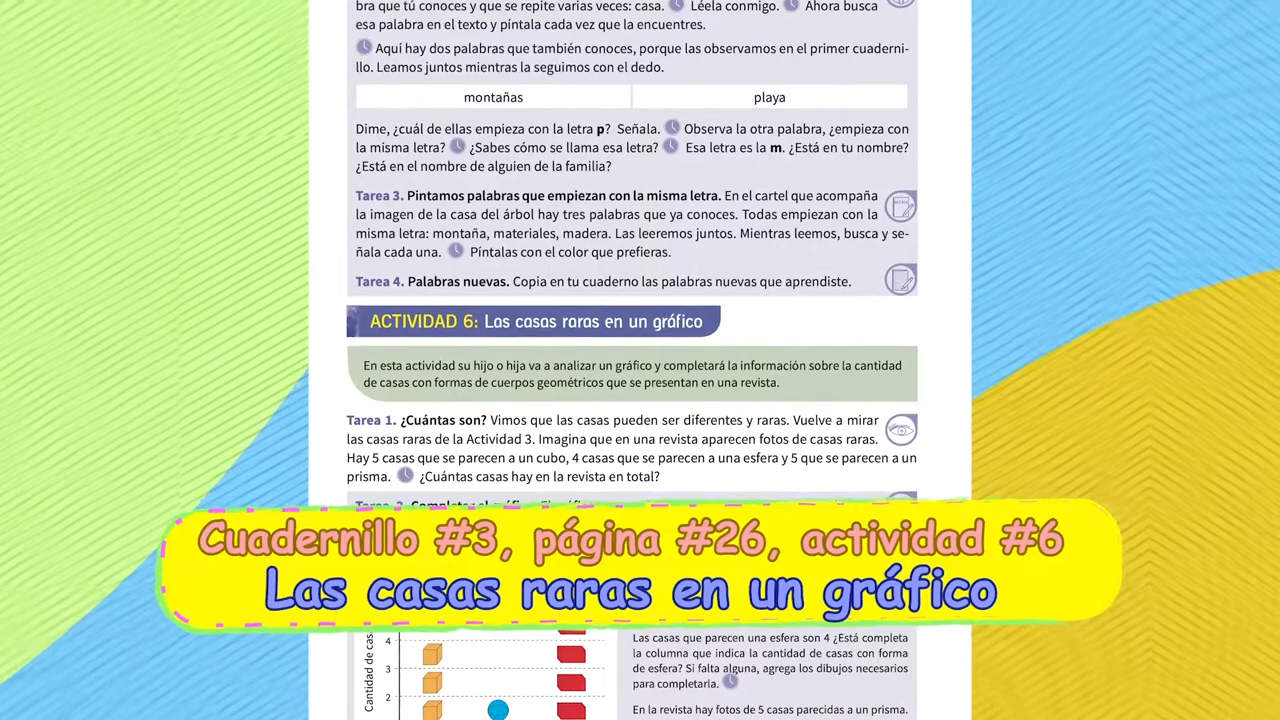 bra que tú conoces y que se repite varias veces: casa. Léela conmigo. Ahora busca
esa palabra en el texto y píntala cada vez que la encuentres.
Aquí hay dos palabras que también conoces, porque las observamos en el primer cuaderni-
llo. Leamos juntos mientras la seguimos con el dedo.
montañas playa
Dime, ¿cuál de ellas empieza con la letra p? Señala. Observa la otra palabra, ¿empieza con
la misma letra? ¿Sabes cómo se llama esa letra? Esa letra es la m. ¿Está en tu nombre?
¿Está en el nombre de alguien de la familia?
Tarea 3. Pintamos palabras que empiezan con la misma letra. En el cartel que acompaña
la imagen de la casa del árbol hay tres palabras que ya conoces. Todas empiezan con la
misma letra: montaña, materiales, madera. Las leeremos juntos. Mientras leemos, busca y se-
ñala cada una. Píntalas con el color que prefieras.
Tarea 4. Palabras nuevas. Copia en tu cuaderno las palabras nuevas que aprendiste.
ACTIVIDAD 6: Las casas raras en un gráfico
En esta actividad su hijo o hija va a analizar un gráfico y completará la información sobre la cantidad
de casas con formas de cuerpos geométricos que se presentan en una revista.
Tarea 1. ¿Cuántas son? Vimos que las casas pueden ser diferentes y raras. Vuelve a mirar
las casas raras de la Actividad 3. Imagina que en una revista aparecen fotos de casas raras.
Hay 5 casas que se parecen a un cubo, 4 casas que se parecen a una esfera y 5 que se parecen a un
prisma. ¿Cuántas casas hay en la revista en total?
Cuadernillo #3, página #26, actividad #6
Las casas raras en un gráfico
Cantidad de casas
4
3
2
Las casas que parecen una esfera son 4 ¿Está completa
la columna que indica la cantidad de casas con forma
de esfera? Si falta alguna, agrega los dibujos necesarios
para completarla.
En la revista hay fotos de 5 casas parecidas a un prisma.